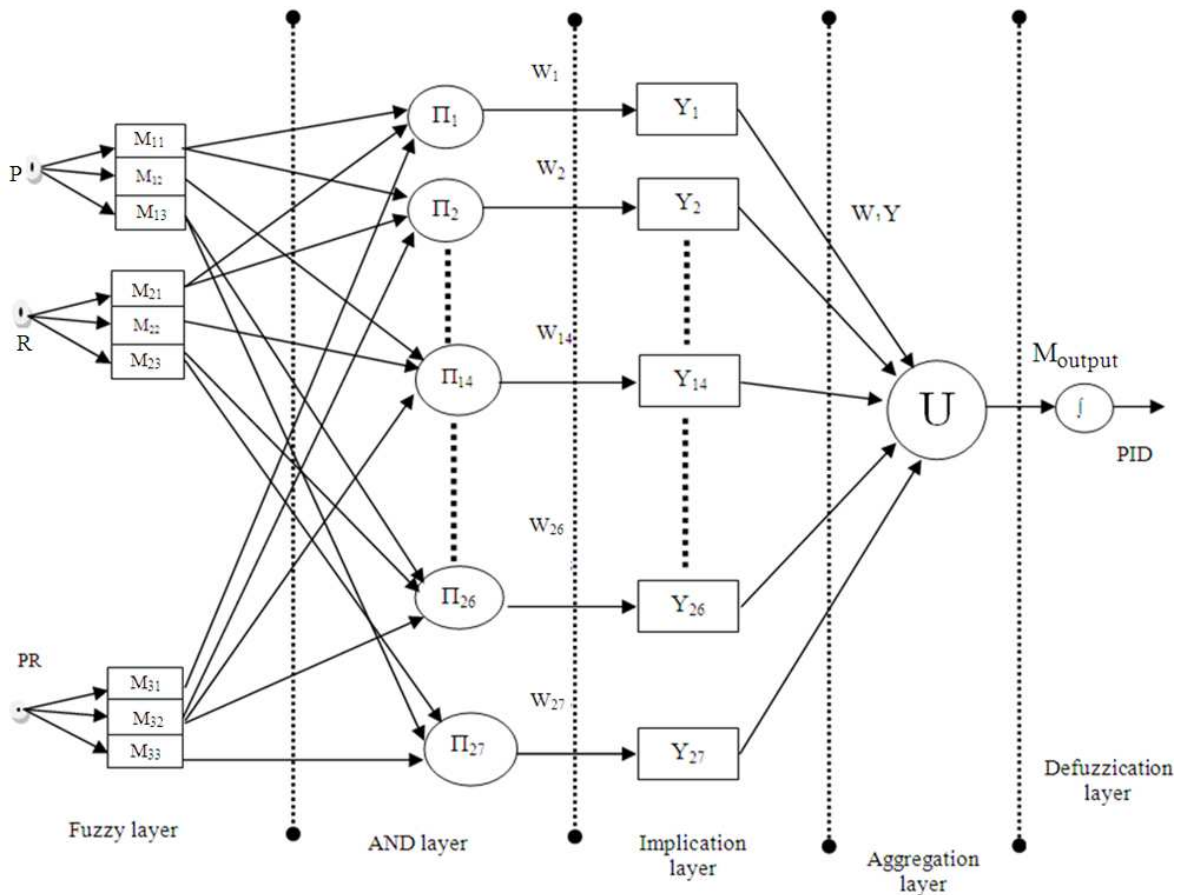 P
M₁₁
M₁₂
M₁₃
R
M₂₁
M₂₂
M₂₃
PR
M₃₁
M₃₂
M₃₃
Π₁
Π₂
Π₁₄
Π₂₆
Π₂₇
W₁
W₂
W₁₄
W₂₆
W₂₇
Y₁
Y₂
Y₁₄
Y₂₆
Y₂₇
W₁Y
U
Moutput
∫
PID
Fuzzy layer
AND layer
Implication
layer
Aggregation
layer
Defuzzication
layer